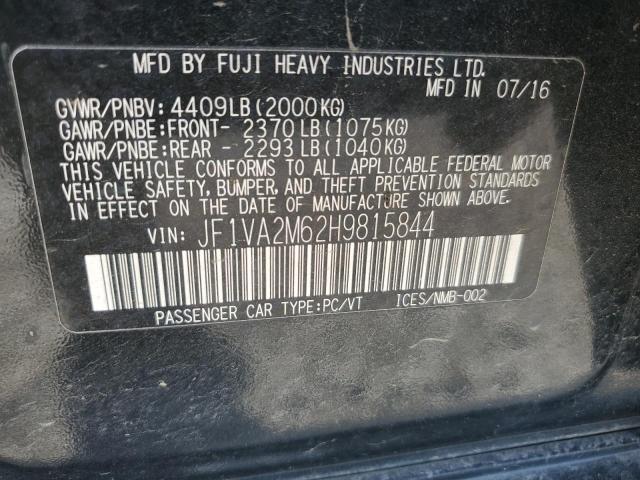 MFD BY FUJI HEAVY INDUSTRIES LTD.
MFD IN 07/16
GVWR/PNBV: 4409LB(2000KG)
GAWR/PNBE:FRONT- 2370LB(1075KG)
GAWR/PNBE:REAR - 2293LB(1040KG)
THIS VEHICLE CONFORMS TO ALL APPLICABLE FEDERAL MOTOR
VEHICLE SAFETY, BUMPER, AND THEFT PREVENTION STANDARDS
IN EFFECT ON THE DATE OF MANUFACTURE SHOWN ABOVE.
VIN: JF1VA2M62H9815844
PASSENGER CAR TYPE:PC/VT ICES/NMB-002